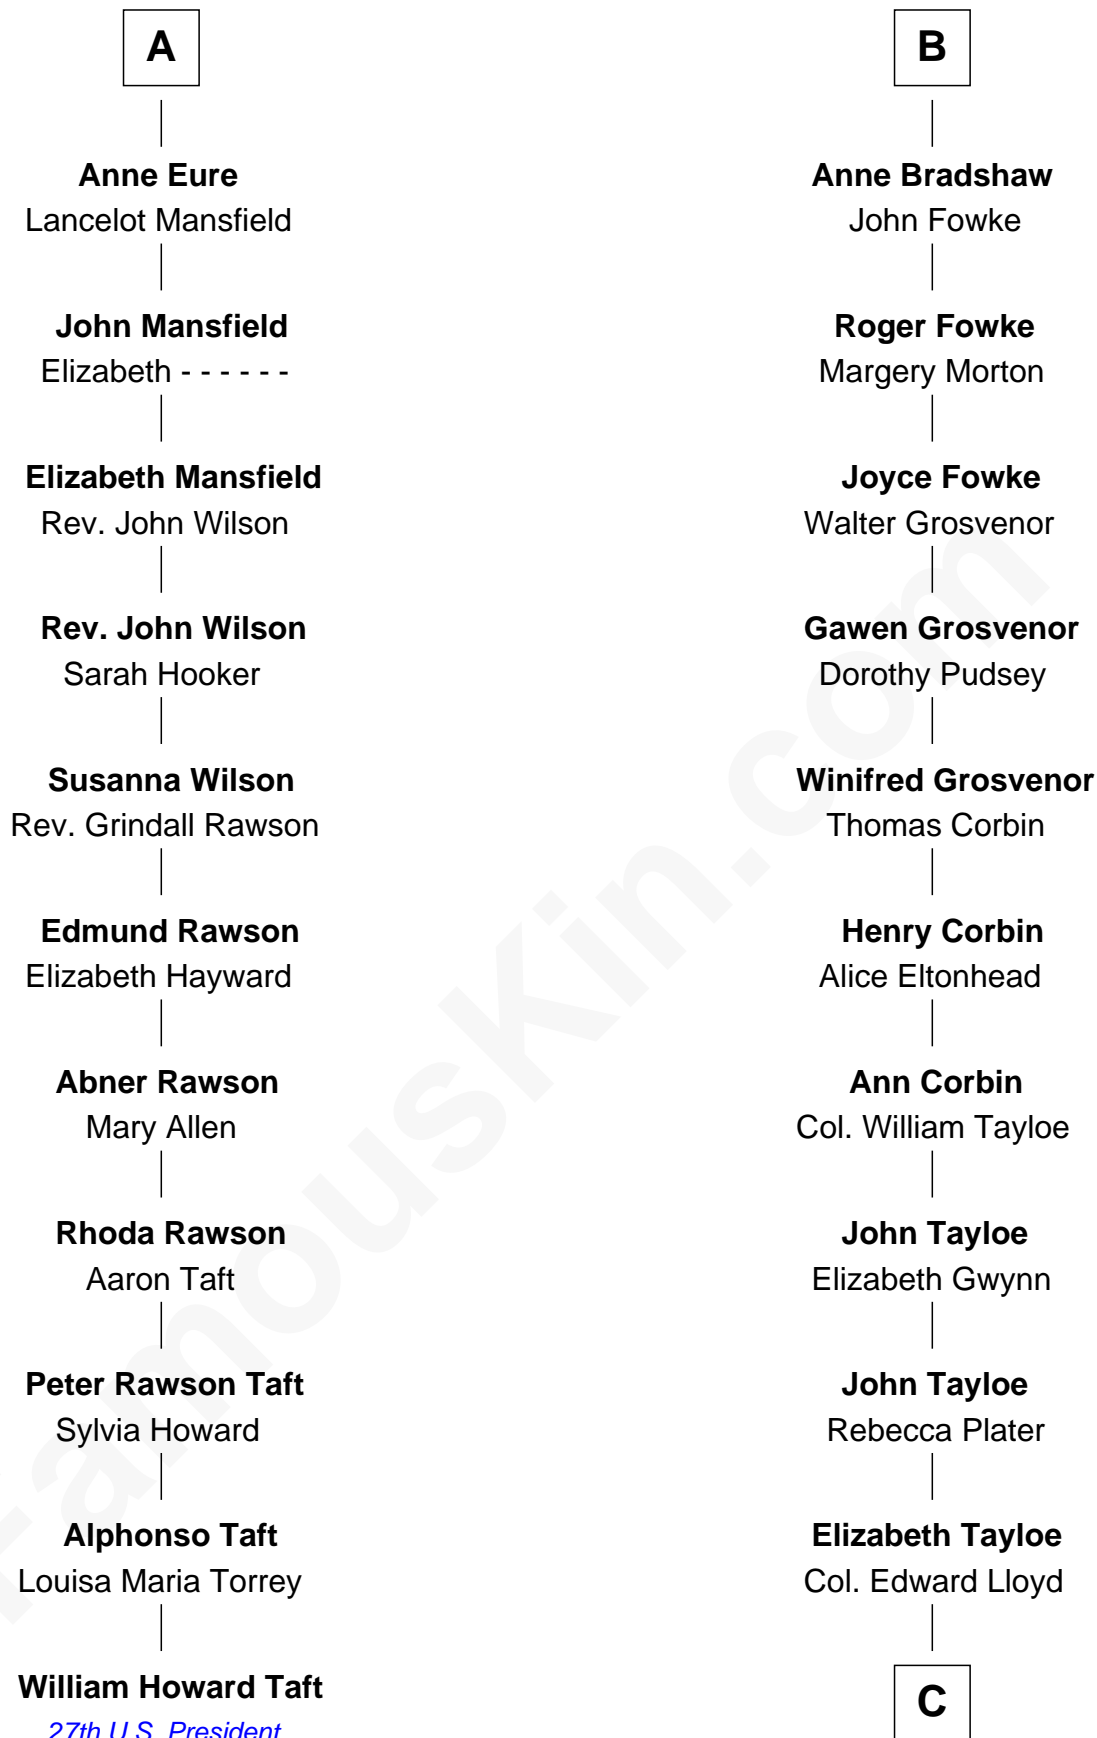 A
Anne Eure
Lancelot Mansfield
John Mansfield
Elizabeth - - - - - -
Elizabeth Mansfield
Rev. John Wilson
Rev. John Wilson
Sarah Hooker
Susanna Wilson
Rev. Grindall Rawson
Edmund Rawson
Elizabeth Hayward
Abner Rawson
Mary Allen
Rhoda Rawson
Aaron Taft
Peter Rawson Taft
Sylvia Howard
Alphonso Taft
Louisa Maria Torrey
William Howard Taft
27th U.S. President
B
Anne Bradshaw
John Fowke
Roger Fowke
Margery Morton
Joyce Fowke
Walter Grosvenor
Gawen Grosvenor
Dorothy Pudsey
Winifred Grosvenor
Thomas Corbin
Henry Corbin
Alice Eltonhead
Ann Corbin
Col. William Tayloe
John Tayloe
Elizabeth Gwynn
John Tayloe
Rebecca Plater
Elizabeth Tayloe
Col. Edward Lloyd
C
FamousKin.com